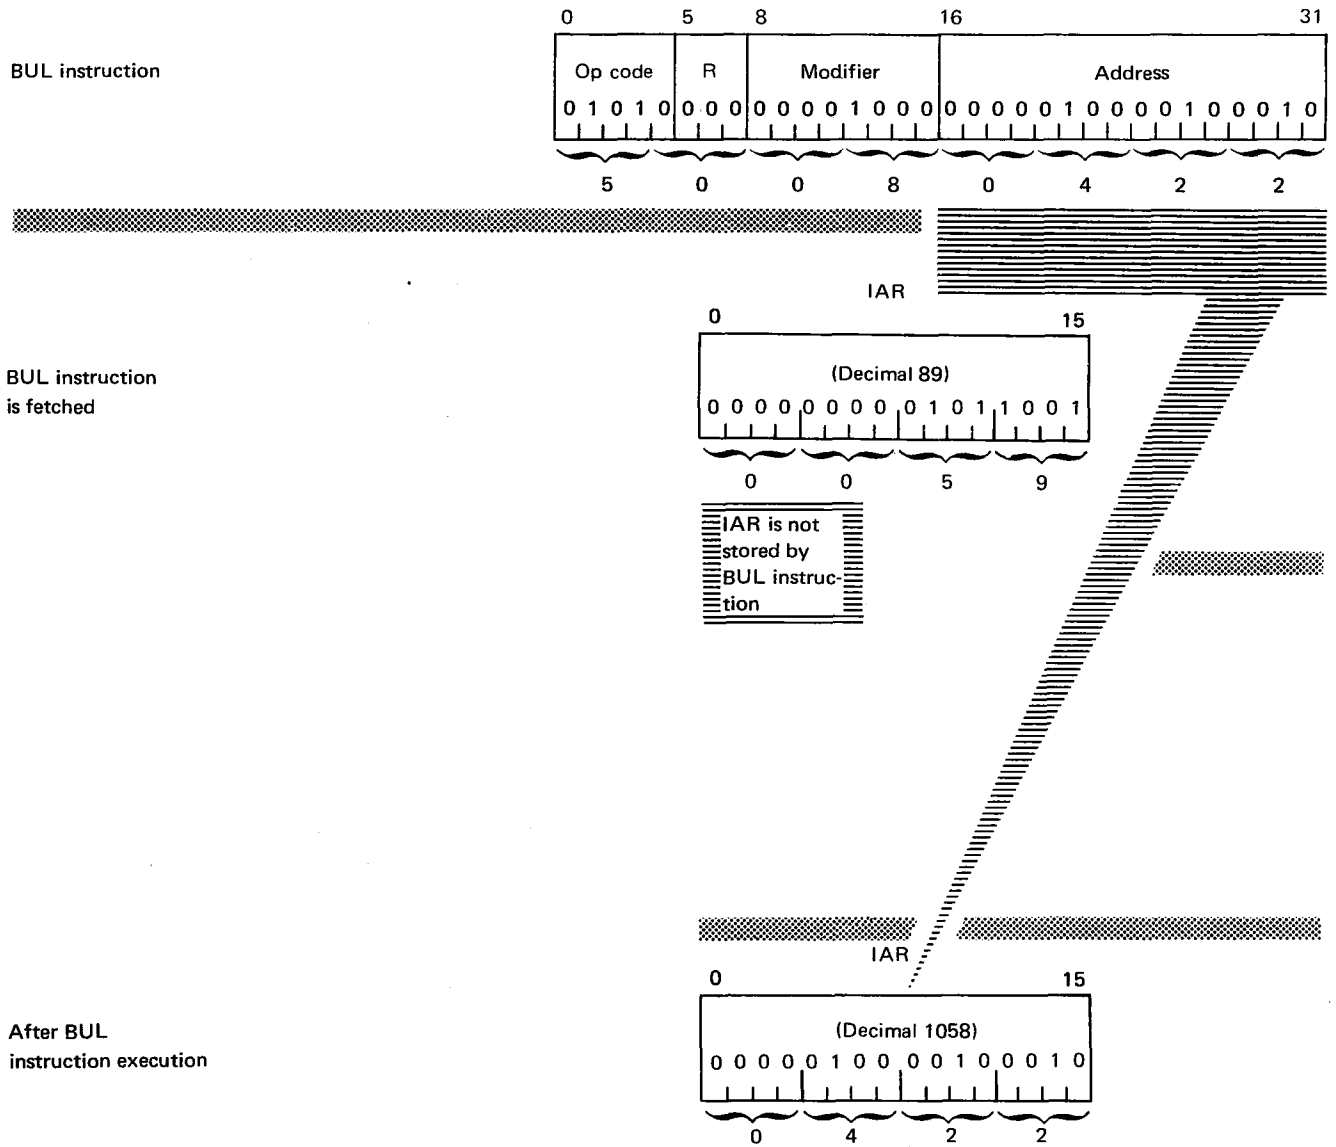 0 5 8 16 31
BUL instruction
Op code R Modifier Address
0 1 0 1 0 0 0 0 0 0 0 0 1 0 0 0 0 0 0 0 0 1 0 0 0 0 1 0 0 0 1 0
5 0 0 8 0 4 2 2
IAR
0 15
BUL instruction
is fetched
(Decimal 89)
0 0 0 0 0 0 0 0 0 1 0 1 1 0 0 1
0 0 5 9
IAR is not
stored by
BUL instruc-
tion
IAR
0 15
After BUL
instruction execution
(Decimal 1058)
0 0 0 0 0 1 0 0 0 0 1 0 0 0 1 0
0 4 2 2